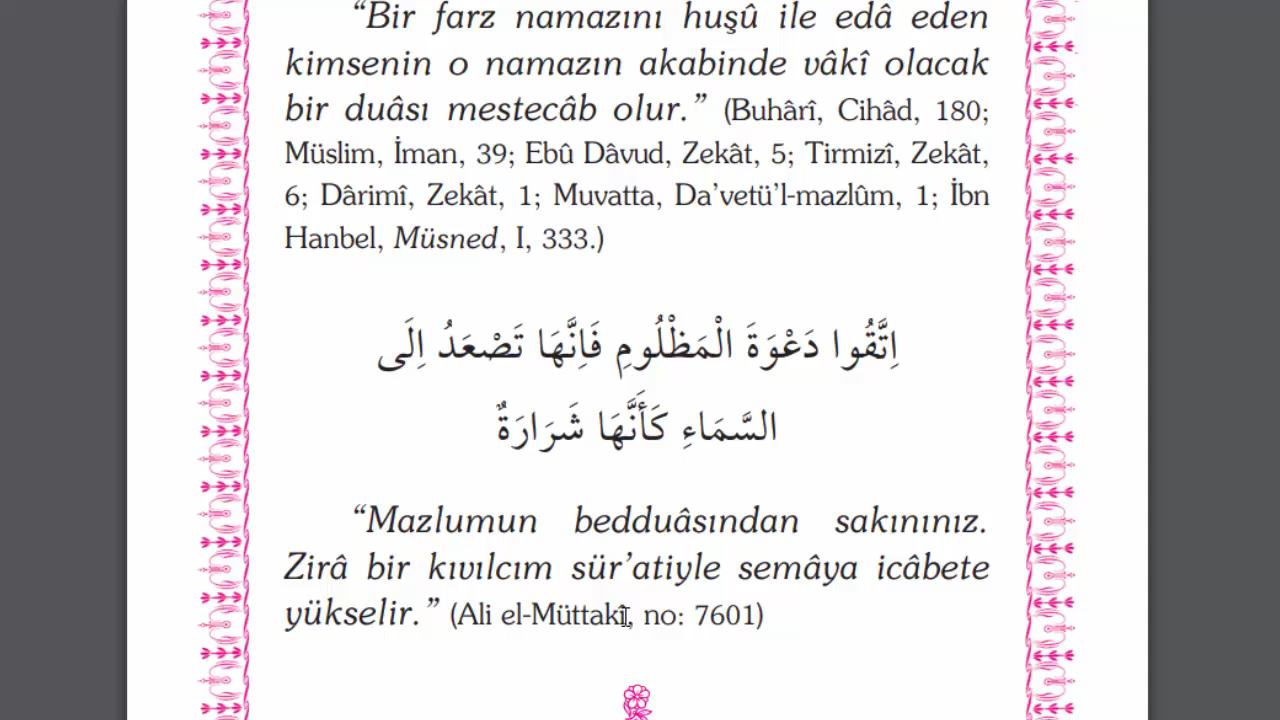 “Bir farz namazını huşû ile edâ eden
kimsenin o namazın akabinde vâkî olacak
bir duâsı mestecâb olur.” (Buhârî, Cihâd, 180;
Müslim, İman, 39; Ebû Dâvud, Zekât, 5; Tirmizî, Zekât,
6; Dârimî, Zekât, 1; Muvatta, Da’vetü’l-mazlûm, 1; İbn
Hanbel, Müsned, I, 333.)
اِتَّقُوا دَعْوَةَ الْمَظْلُومِ فَاِنَّهَا تَصْعَدُ اِلَى
السَّمَاءِ كَأَنَّهَا شَرَارَةٌ
“Mazlumun bedduâsından sakınınız.
Zirâ bir kıvılcım sür’atiyle semâya icâbete
yükselir.” (Ali el-Müttakî, no: 7601)